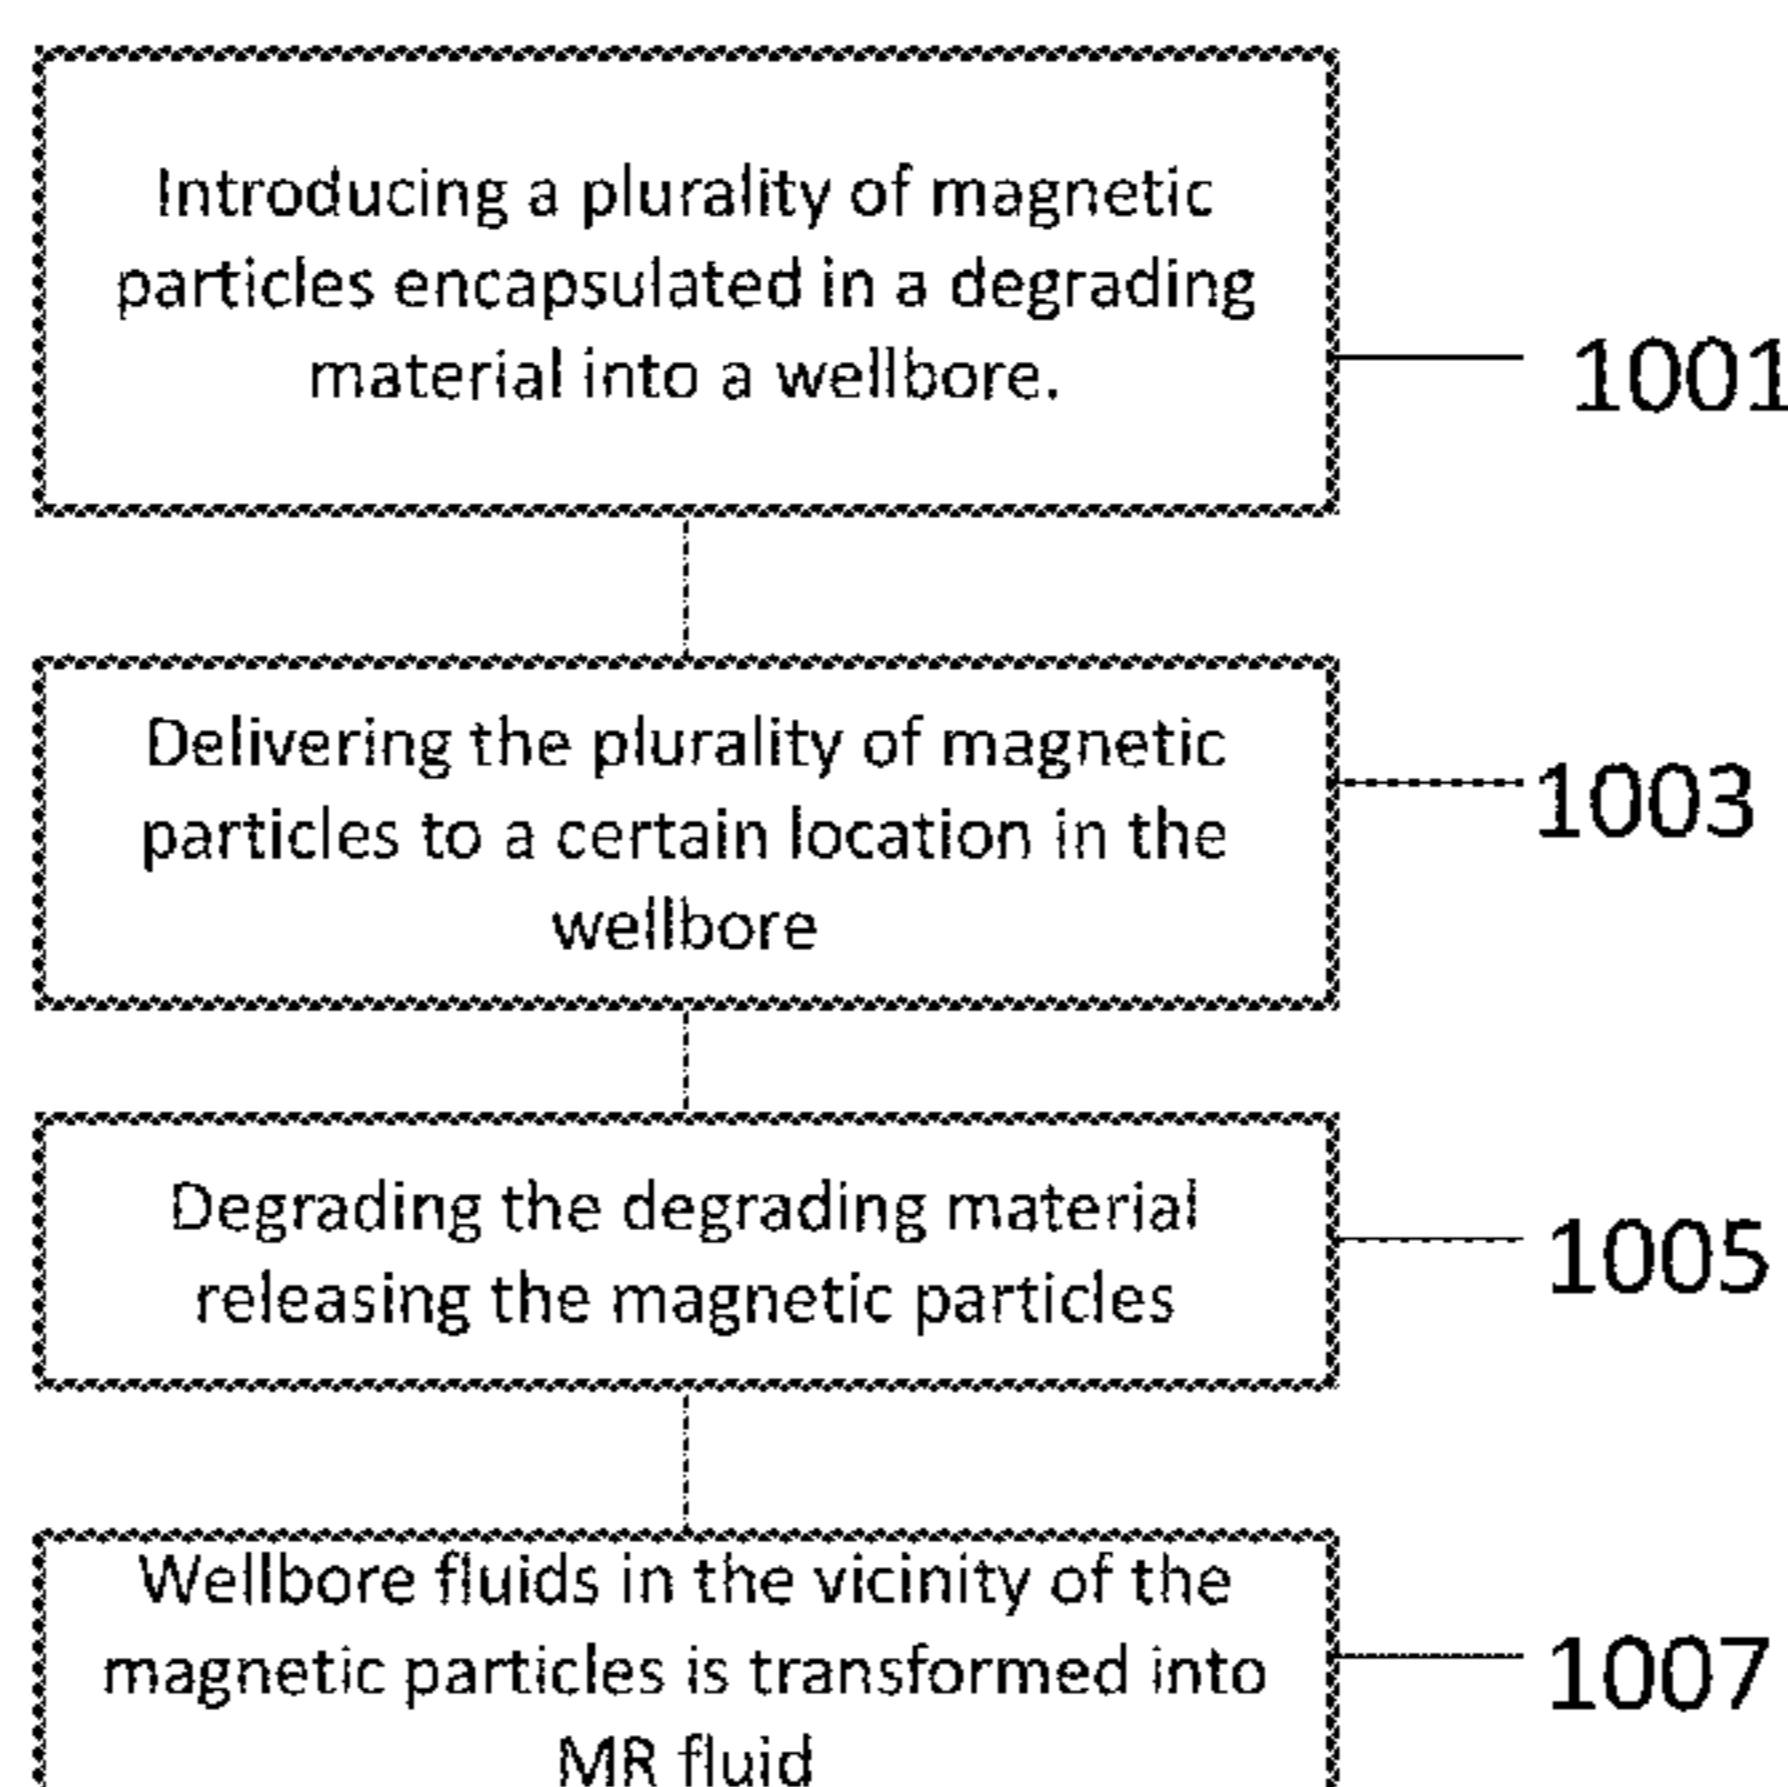 Introducing a plurality of magnetic
particles encapsulated in a degrading
material into a wellbore.
1001
Delivering the plurality of magnetic
particles to a certain location in the
wellbore
1003
Degrading the degrading material
releasing the magnetic particles
1005
Wellbore fluids in the vicinity of the
magnetic particles is transformed into
MR fluid
1007